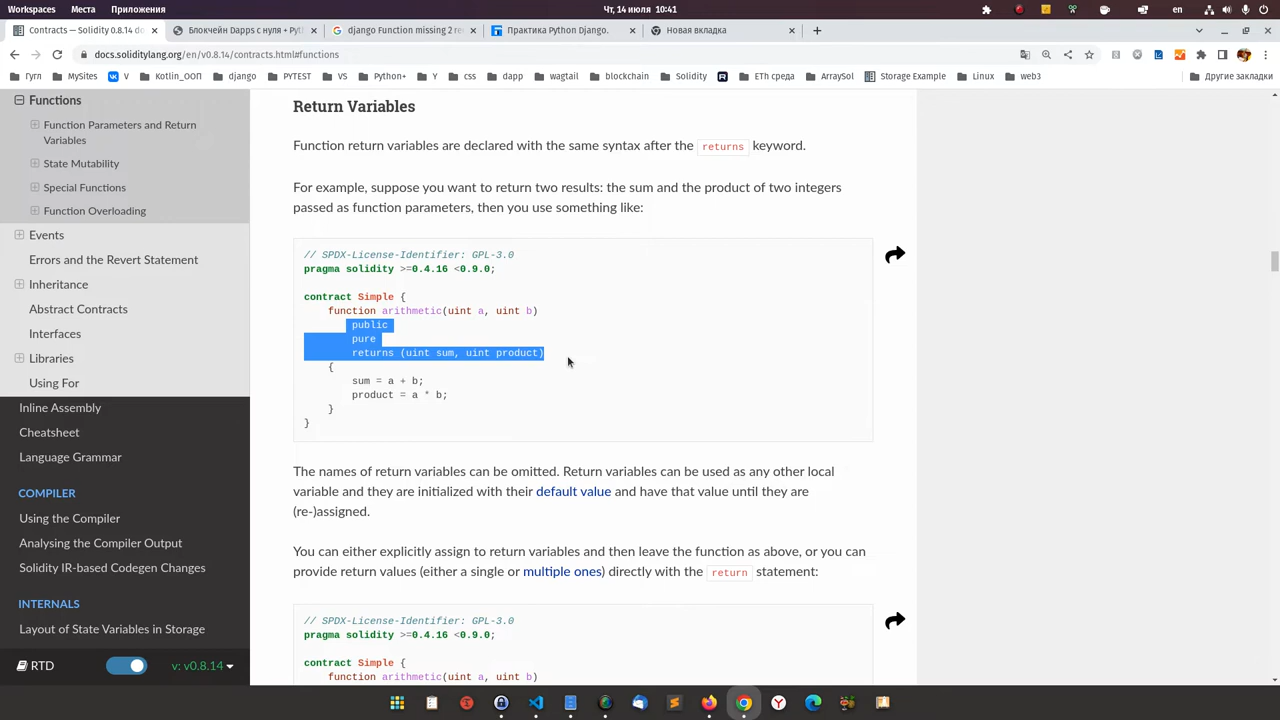 Workspaces Места Приложения Чт, 14 июля 10:41 en
Contracts — Solidity 0.8.14 do Блокчейн Dapps с нуля + Pyt django Function missing 2 re Практика Python Django. Новая вкладка
docs.soliditylang.org/en/v0.8.14/contracts.html#functions
Гугл MySites V Kotlin_ООП django PYTEST VS Python+ Y css dapp wagtail blockchain Solidity ETh среда ArraySol Storage Example Linux web3 Другие закладки
Functions
Function Parameters and Return
Variables
State Mutability
Special Functions
Function Overloading
Events
Errors and the Revert Statement
Inheritance
Abstract Contracts
Interfaces
Libraries
Using For
Inline Assembly
Cheatsheet
Language Grammar
COMPILER
Using the Compiler
Analysing the Compiler Output
Solidity IR-based Codegen Changes
INTERNALS
Layout of State Variables in Storage
RTD v: v0.8.14
Return Variables
Function return variables are declared with the same syntax after the returns keyword.
For example, suppose you want to return two results: the sum and the product of two integers
passed as function parameters, then you use something like:
// SPDX-License-Identifier: GPL-3.0
pragma solidity >=0.4.16 <0.9.0;
contract Simple {
function arithmetic(uint a, uint b)
public
pure
returns (uint sum, uint product)
{
sum = a + b;
product = a * b;
}
}
The names of return variables can be omitted. Return variables can be used as any other local
variable and they are initialized with their default value and have that value until they are
(re-)assigned.
You can either explicitly assign to return variables and then leave the function as above, or you can
provide return values (either a single or multiple ones) directly with the return statement:
// SPDX-License-Identifier: GPL-3.0
pragma solidity >=0.4.16 <0.9.0;
contract Simple {
function arithmetic(uint a, uint b)